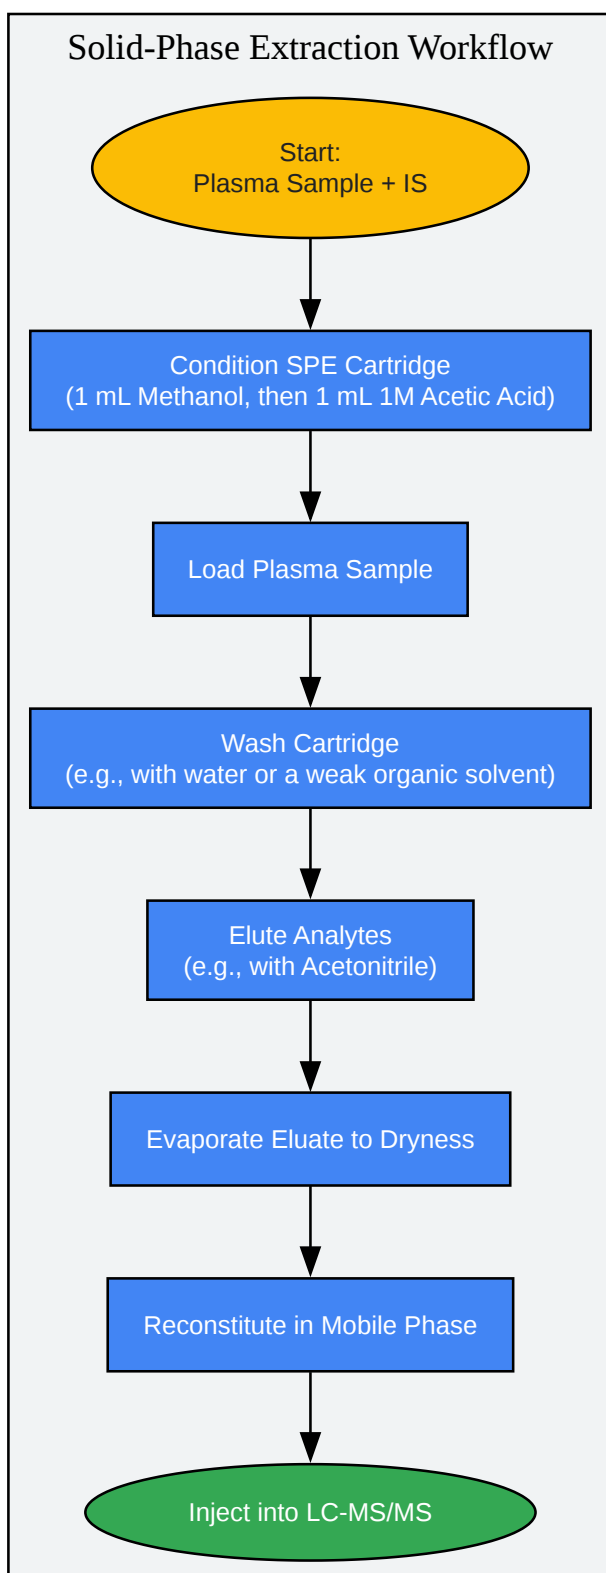 Solid-Phase Extraction Workflow
Start:
Plasma Sample + IS
Condition SPE Cartridge
(1 mL Methanol, then 1 mL 1M Acetic Acid)
Load Plasma Sample
Wash Cartridge
(e.g., with water or a weak organic solvent)
Elute Analytes
(e.g., with Acetonitrile)
Evaporate Eluate to Dryness
Reconstitute in Mobile Phase
Inject into LC-MS/MS